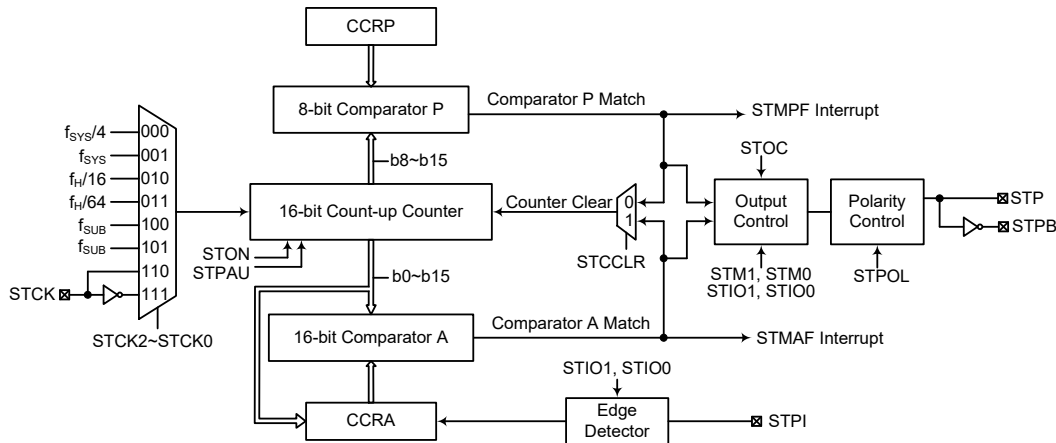 CCRP
8-bit Comparator P
Comparator P Match
STMPF Interrupt
b8~b15
fSYS/4
000
fSYS
001
fH/16
010
fH/64
011
fSUB
100
fSUB
101
110
111
STCK
STCK2~STCK0
16-bit Count-up Counter
STON
STPAU
Counter Clear
0
1
STCCLR
STOC
Output
Control
STM1, STM0
STIO1, STIO0
Polarity
Control
STPOL
STP
STPB
b0~b15
16-bit Comparator A
Comparator A Match
STMAF Interrupt
CCRA
STIO1, STIO0
Edge
Detector
STPI